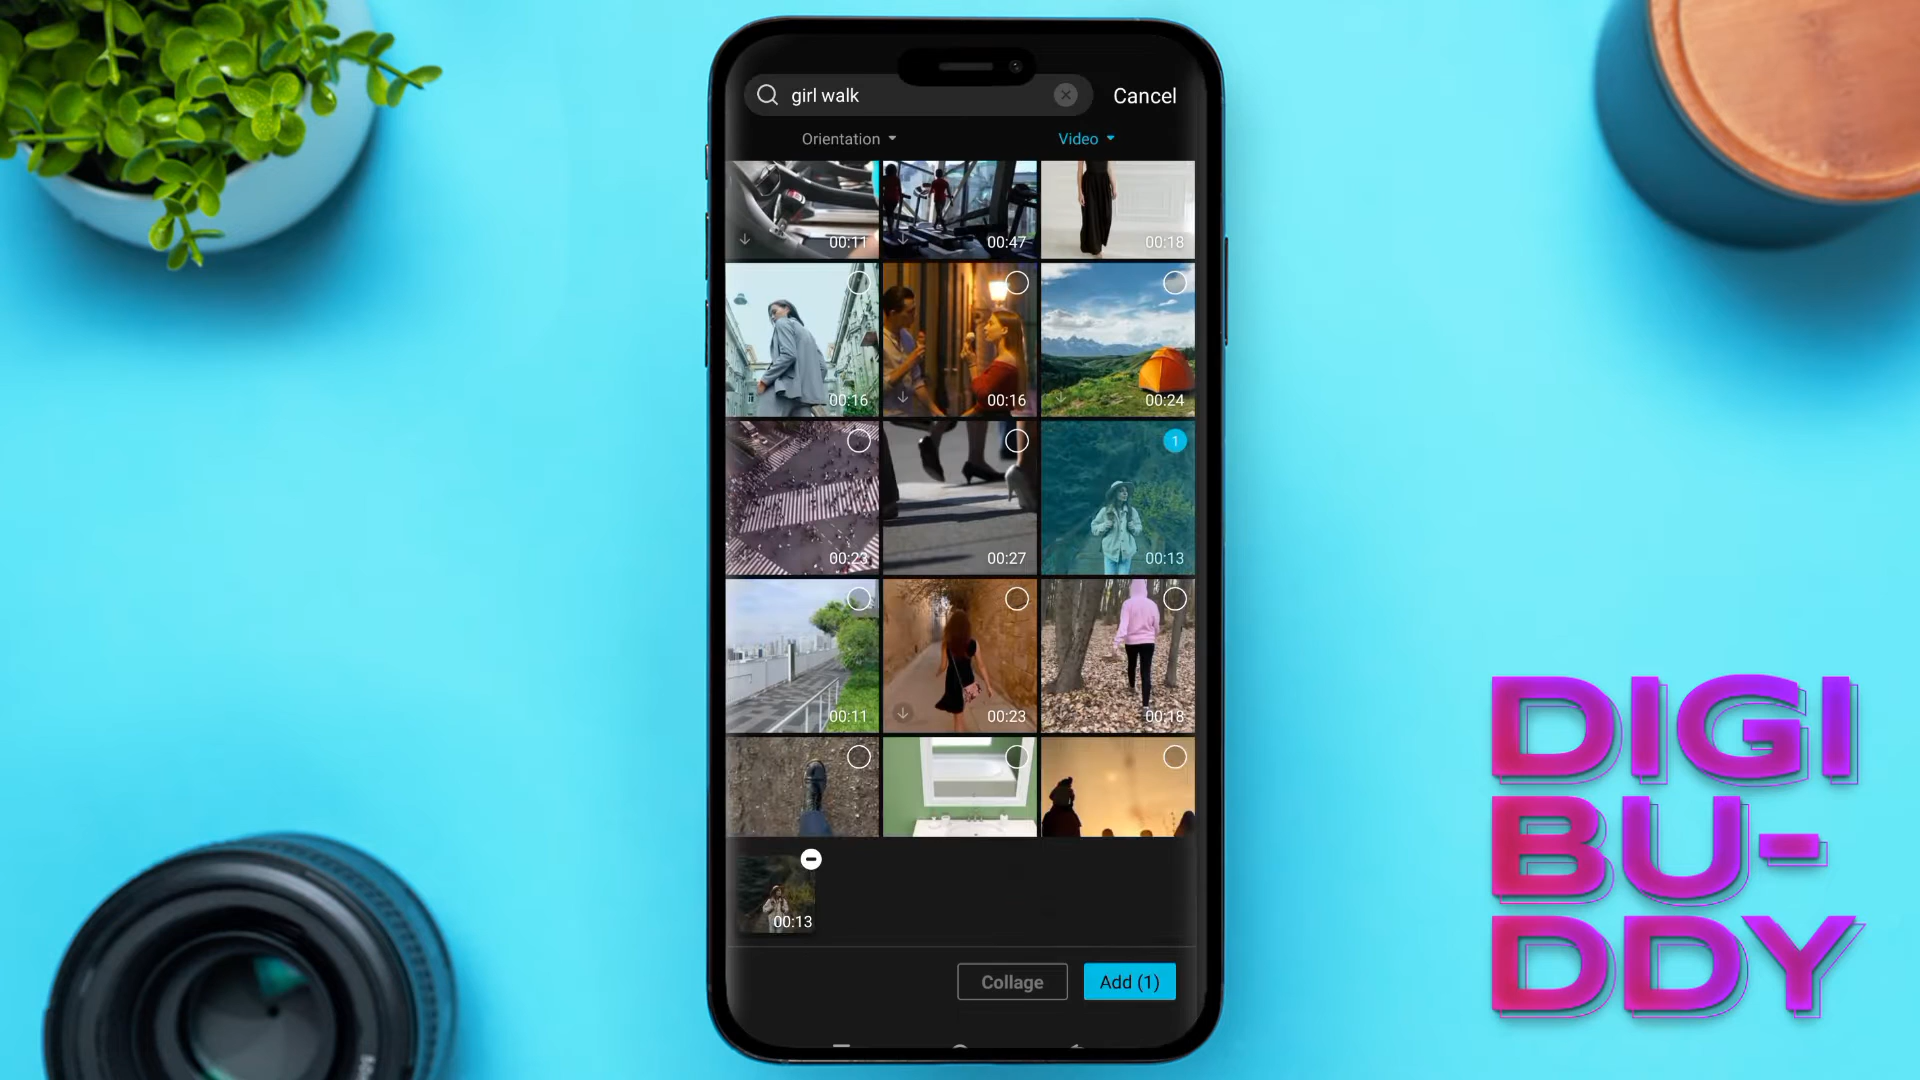 girl walk
Cancel
Orientation
Video
00:11
00:47
00:18
00:16
00:16
00:24
00:23
00:27
1
00:13
00:11
00:23
00:18
00:13
Collage
Add (1)
DIGI
BU-
DDY